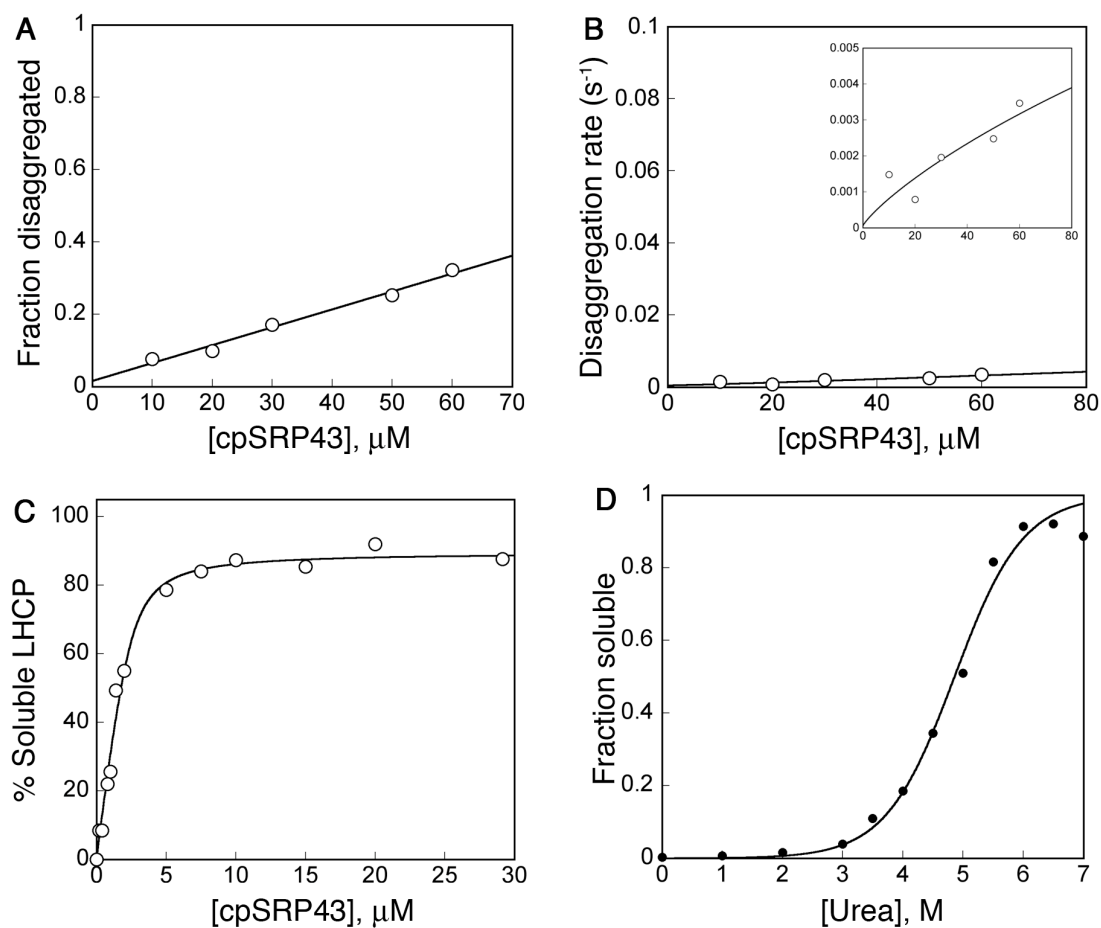 A
Fraction disaggregated
1
0.8
0.6
0.4
0.2
0
0 10 20 30 40 50 60 70
[cpSRP43], μM
B
Disaggregation rate (s-1)
0.1
0.08
0.06
0.04
0.02
0
0 20 40 60 80
[cpSRP43], μM
0.005
0.004
0.003
0.002
0.001
0
0 20 40 60 80
C
% Soluble LHCP
100
80
60
40
20
0
0 5 10 15 20 25 30
[cpSRP43], μM
D
Fraction soluble
1
0.8
0.6
0.4
0.2
0
0 1 2 3 4 5 6 7
[Urea], M